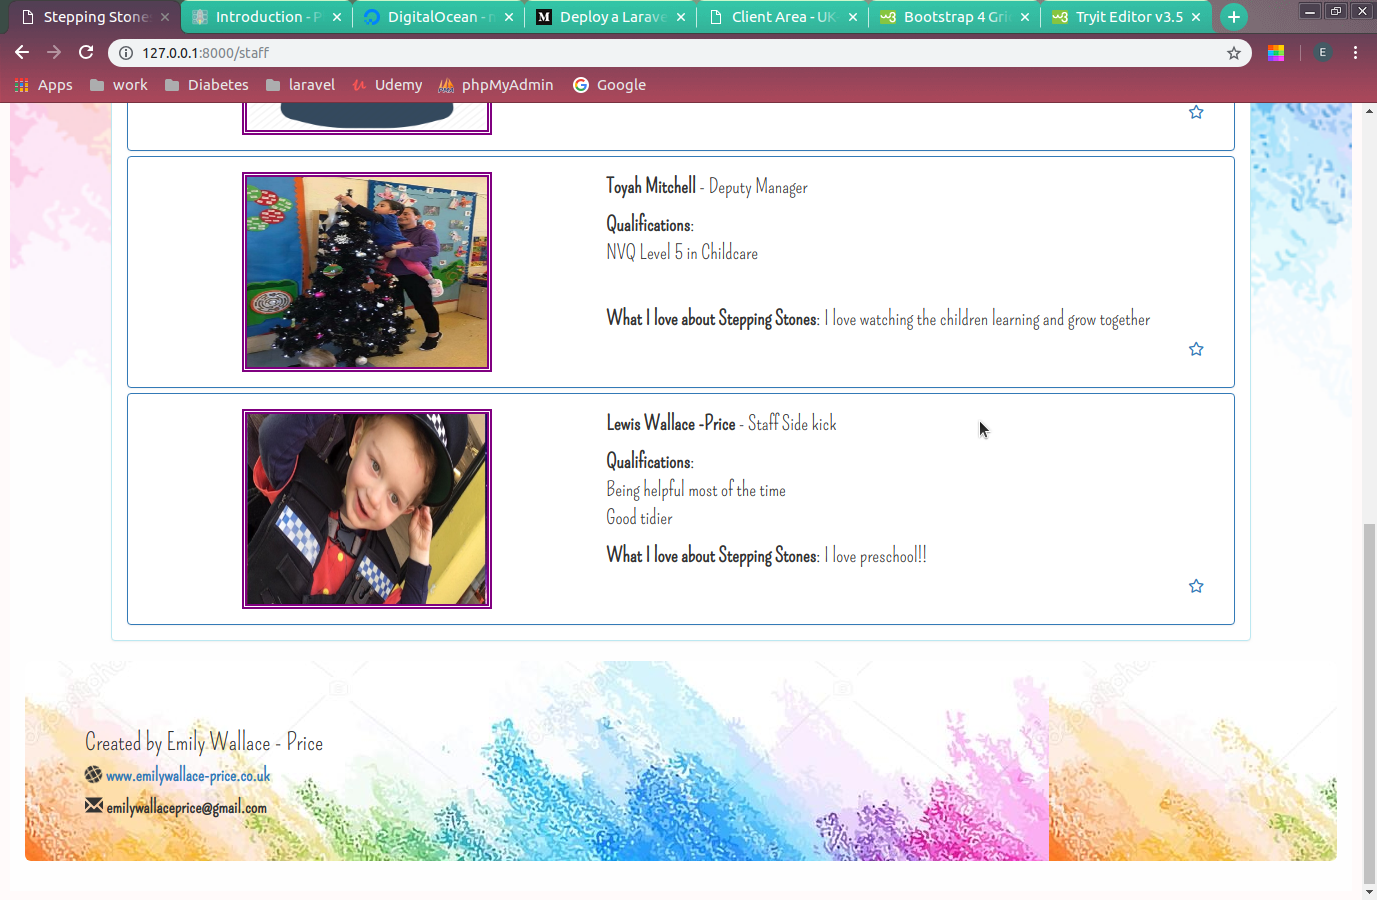 Stepping Stone
Introduction - P
DigitalOcean - n
Deploy a Larave
Client Area - UK
Bootstrap 4 Gri
Tryit Editor v3.5
127.0.0.1:8000/staff
E
Apps
work
Diabetes
laravel
Udemy
phpMyAdmin
Google
Toyah Mitchell - Deputy Manager
Qualifications:
NVQ Level 5 in Childcare
What I love about Stepping Stones: I love watching the children learning and grow together
Lewis Wallace -Price - Staff Side kick
Qualifications:
Being helpful most of the time
Good tidier
What I love about Stepping Stones: I love preschool!!
Created by Emily Wallace - Price
www.emilywallace-price.co.uk
emilywallaceprice@gmail.com